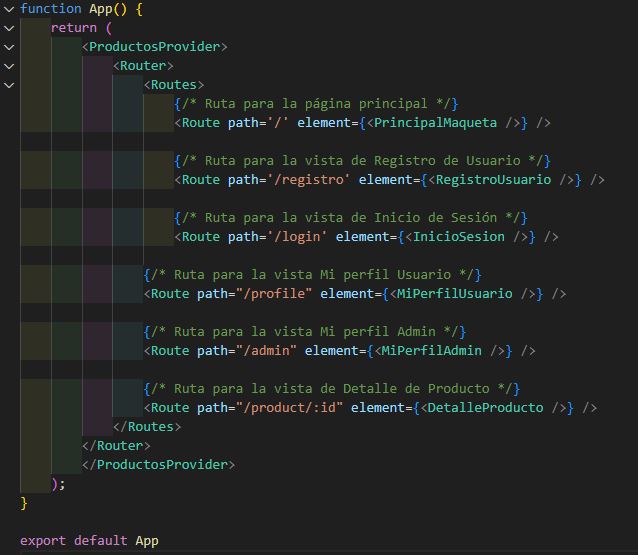 function App() {
return (
<ProductosProvider>
<Router>
<Routes>
{/* Ruta para la página principal */}
<Route path='/' element={<PrincipalMaqueta />} />
{/* Ruta para la vista de Registro de Usuario */}
<Route path='/registro' element={<RegistroUsuario />} />
{/* Ruta para la vista de Inicio de Sesión */}
<Route path='/login' element={<InicioSesion />} />
{/* Ruta para la vista Mi perfil Usuario */}
<Route path="/profile" element={<MiPerfilUsuario />} />
{/* Ruta para la vista Mi perfil Admin */}
<Route path="/admin" element={<MiPerfilAdmin />} />
{/* Ruta para la vista de Detalle de Producto */}
<Route path="/product/:id" element={<DetalleProducto />} />
</Routes>
</Router>
</ProductosProvider>
);
}
export default App